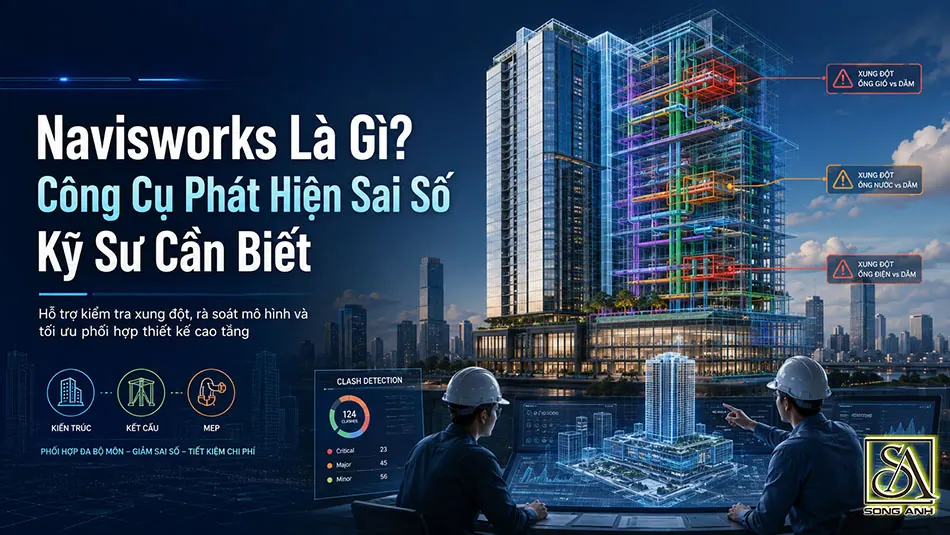 Navisworks Là Gì?
Công Cụ Phát Hiện Sai Số
Kỹ Sư Cần Biết
Hỗ trợ kiểm tra xung đột, rà soát mô hình và
tối ưu phối hợp thiết kế cao tầng
KIẾN TRÚC
KẾT CẤU
MEP
PHỐI HỢP ĐA BỘ MÔN – GIẢM SAI SỐ – TIẾT KIỆM CHI PHÍ
XUNG ĐỘT
ỐNG GIÓ vs DẦM
XUNG ĐỘT
ỐNG NƯỚC vs DẦM
XUNG ĐỘT
ỐNG ĐIỆN vs DẦM
CLASH DETECTION
124
CLASHES
Critical 23
Major 45
Minor 56
SA
SONG ANH